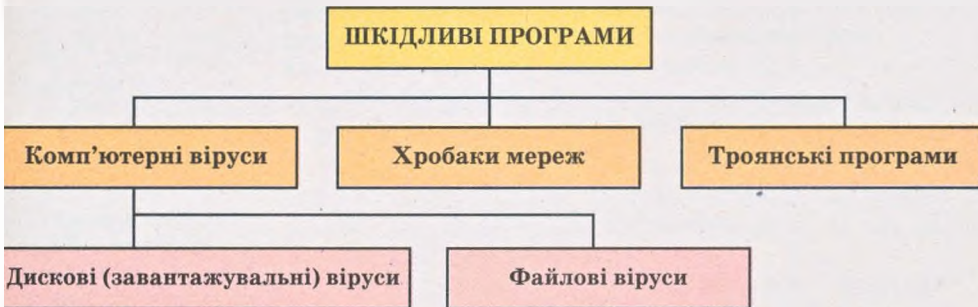 ШКІДЛИВІ ПРОГРАМИ
Комп’ютерні віруси
Хробаки мереж
Троянські програми
Дискові (завантажувальні) віруси
Файлові віруси